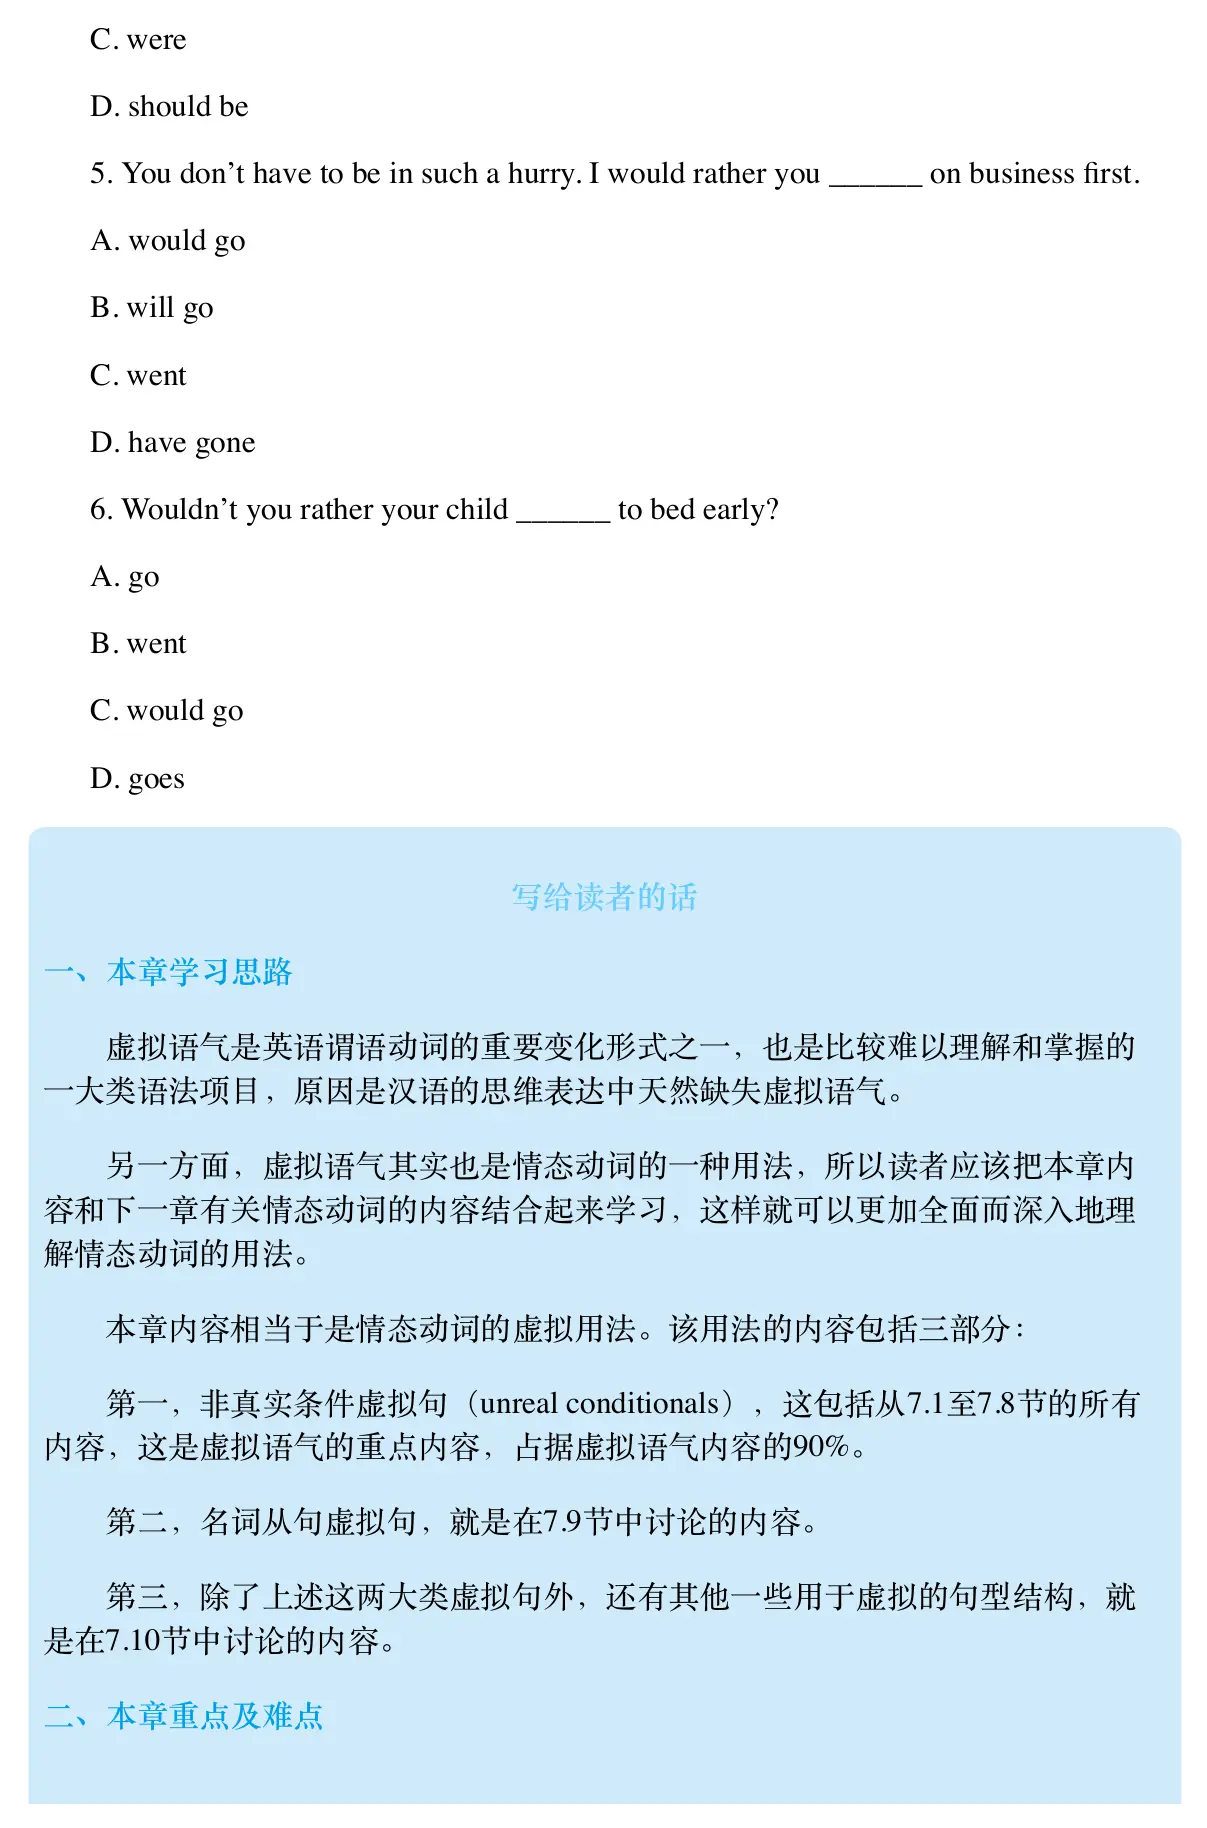 C. were
D. should be
5. You don’t have to be in such a hurry. I would rather you ______ on business first.
A. would go
B. will go
C. went
D. have gone
6. Wouldn’t you rather your child ______ to bed early?
A. go
B. went
C. would go
D. goes
写给读者的话
一、本章学习思路
虚拟语气是英语谓语动词的重要变化形式之一，也是比较难以理解和掌握的
一大类语法项目，原因是汉语的思维表达中天然缺失虚拟语气。
另一方面，虚拟语气其实也是情态动词的一种用法，所以读者应该把本章内
容和下一章有关情态动词的内容结合起来学习，这样就可以更加全面而深入地理
解情态动词的用法。
本章内容相当于是情态动词的虚拟用法。该用法的内容包括三部分：
第一，非真实条件虚拟句（unreal conditionals），这包括从7.1至7.8节的所有
内容，这是虚拟语气的重点内容，占据虚拟语气内容的90%。
第二，名词从句虚拟句，就是在7.9节中讨论的内容。
第三，除了上述这两大类虚拟句外，还有其他一些用于虚拟的句型结构，就
是在7.10节中讨论的内容。
二、本章重点及难点